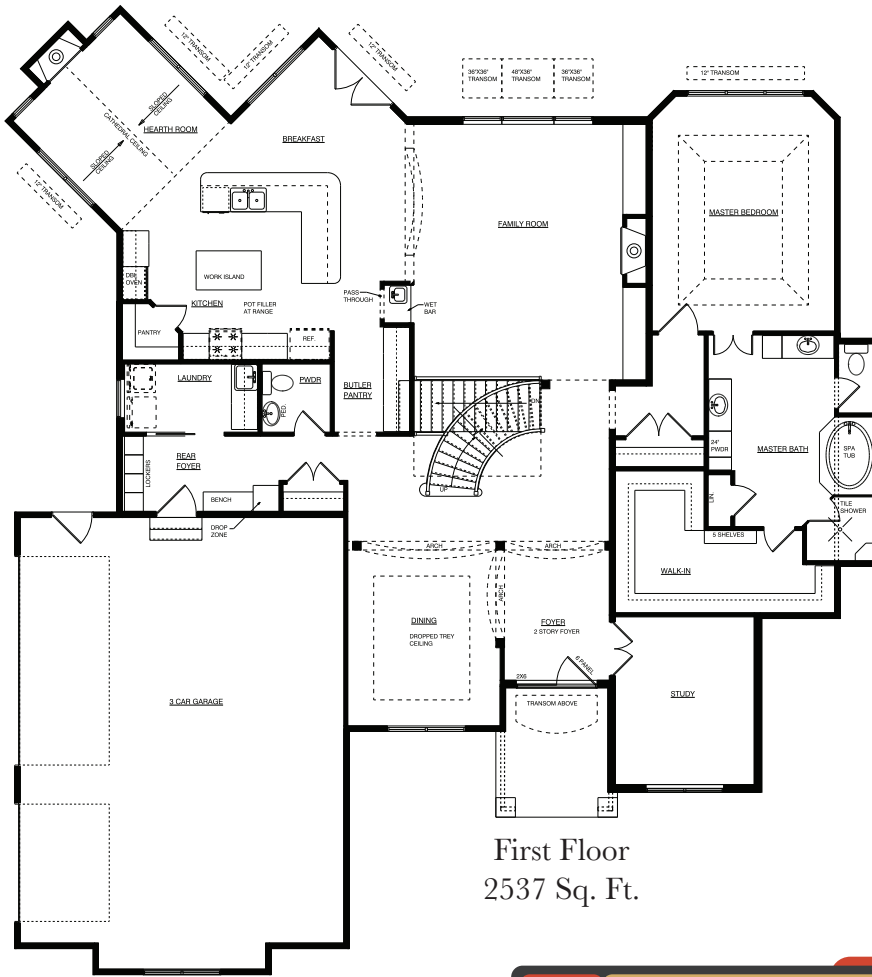 12" TRANSOM
12" TRANSOM
12" TRANSOM
36"X36"
TRANSOM
48"X36"
TRANSOM
36"X36"
TRANSOM
12" TRANSOM
SLOPED
CEILING
CATHEDRAL CEILING
HEARTH ROOM
SLOPED
CEILING
12" TRANSOM
BREAKFAST
FAMILY ROOM
MASTER BEDROOM
DBL
OVEN
WORK ISLAND
KITCHEN
POT FILLER
AT RANGE
PASS
THROUGH
WET
BAR
PANTRY
REF.
LAUNDRY
PWDR
PED.
BUTLER
PANTRY
DN
UP
24"
PWDR
MASTER BATH
SPA
TUB
LIN.
TILE
SHOWER
5 SHELVES
WALK-IN
REAR
FOYER
LOCKERS
BENCH
DROP
ZONE
ARCH
ARCH
ARCH
DINING
DROPPED TREY
CEILING
FOYER
2 STORY FOYER
6 PANEL
2X6
TRANSOM ABOVE
STUDY
3 CAR GARAGE
First Floor
2537 Sq. Ft.